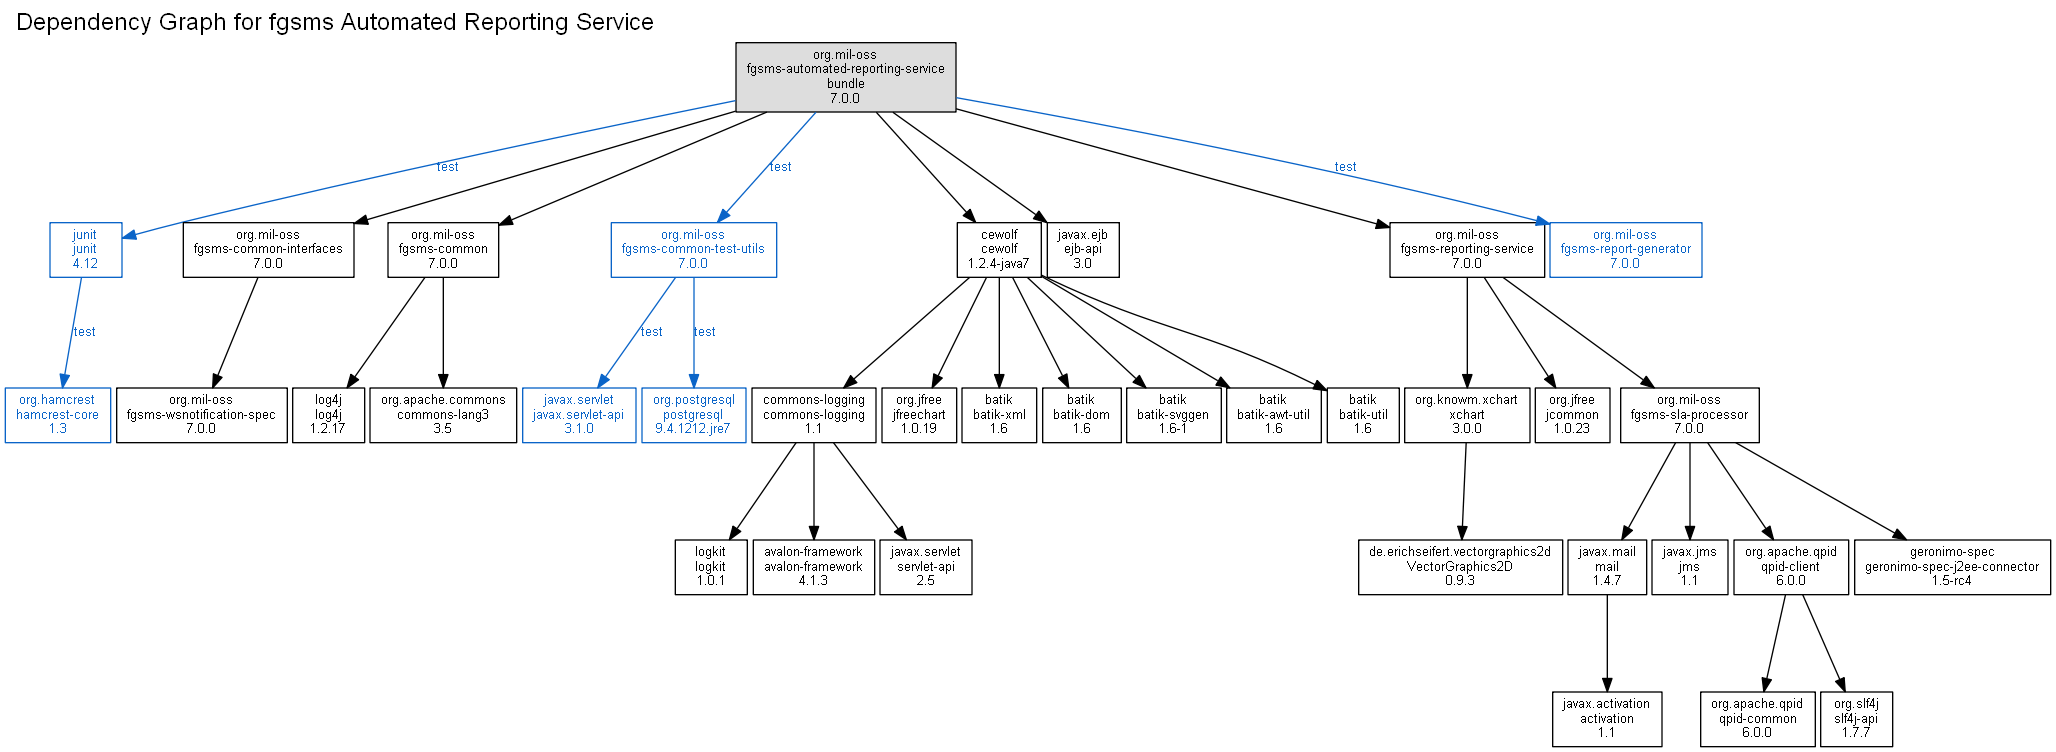 Dependency Graph for fgsms Automated Reporting Service
org.mil-oss
fgsms-automated-reporting-service
bundle
7.0.0
test
test
test
junit
junit
4.12
org.mil-oss
fgsms-common-interfaces
7.0.0
org.mil-oss
fgsms-common
7.0.0
org.mil-oss
fgsms-common-test-utils
7.0.0
cewolf
cewolf
1.2.4-java7
javax.ejb
ejb-api
3.0
org.mil-oss
fgsms-reporting-service
7.0.0
org.mil-oss
fgsms-report-generator
7.0.0
test
test
test
org.hamcrest
hamcrest-core
1.3
org.mil-oss
fgsms-wsnotification-spec
7.0.0
log4j
log4j
1.2.17
org.apache.commons
commons-lang3
3.5
javax.servlet
javax.servlet-api
3.1.0
org.postgresql
postgresql
9.4.1212.jre7
commons-logging
commons-logging
1.1
org.jfree
jfreechart
1.0.19
batik
batik-xml
1.6
batik
batik-dom
1.6
batik
batik-svggen
1.6-1
batik
batik-awt-util
1.6
batik
batik-util
1.6
org.knowm.xchart
xchart
3.0.0
org.jfree
jcommon
1.0.23
org.mil-oss
fgsms-sla-processor
7.0.0
logkit
logkit
1.0.1
avalon-framework
avalon-framework
4.1.3
javax.servlet
servlet-api
2.5
de.erichseifert.vectorgraphics2d
VectorGraphics2D
0.9.3
javax.mail
mail
1.4.7
javax.jms
jms
1.1
org.apache.qpid
qpid-client
6.0.0
geronimo-spec
geronimo-spec-j2ee-connector
1.5-rc4
javax.activation
activation
1.1
org.apache.qpid
qpid-common
6.0.0
org.slf4j
slf4j-api
1.7.7